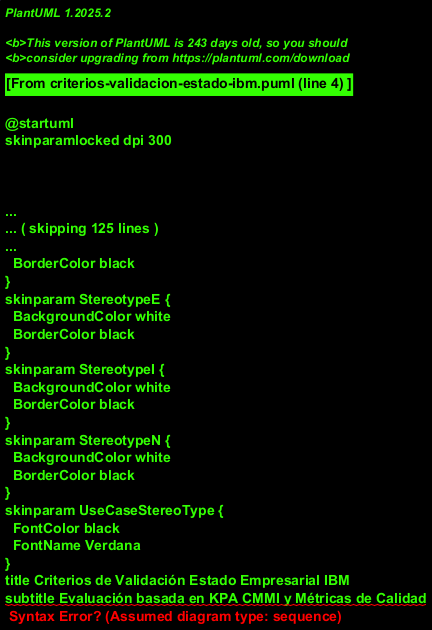 PlantUML 1.2025.2
<b>This version of PlantUML is 243 days old, so you should
<b>consider upgrading from https://plantuml.com/download
[From criterios-validacion-estado-ibm.puml (line 4) ]
@startuml
skinparamlocked dpi 300
...
... ( skipping 125 lines )
...
BorderColor black
}
skinparam StereotypeE {
BackgroundColor white
BorderColor black
}
skinparam StereotypeI {
BackgroundColor white
BorderColor black
}
skinparam StereotypeN {
BackgroundColor white
BorderColor black
}
skinparam UseCaseStereoType {
FontColor black
FontName Verdana
}
title Criterios de Validación Estado Empresarial IBM
subtitle Evaluación basada en KPA CMMI y Métricas de Calidad
Syntax Error? (Assumed diagram type: sequence)